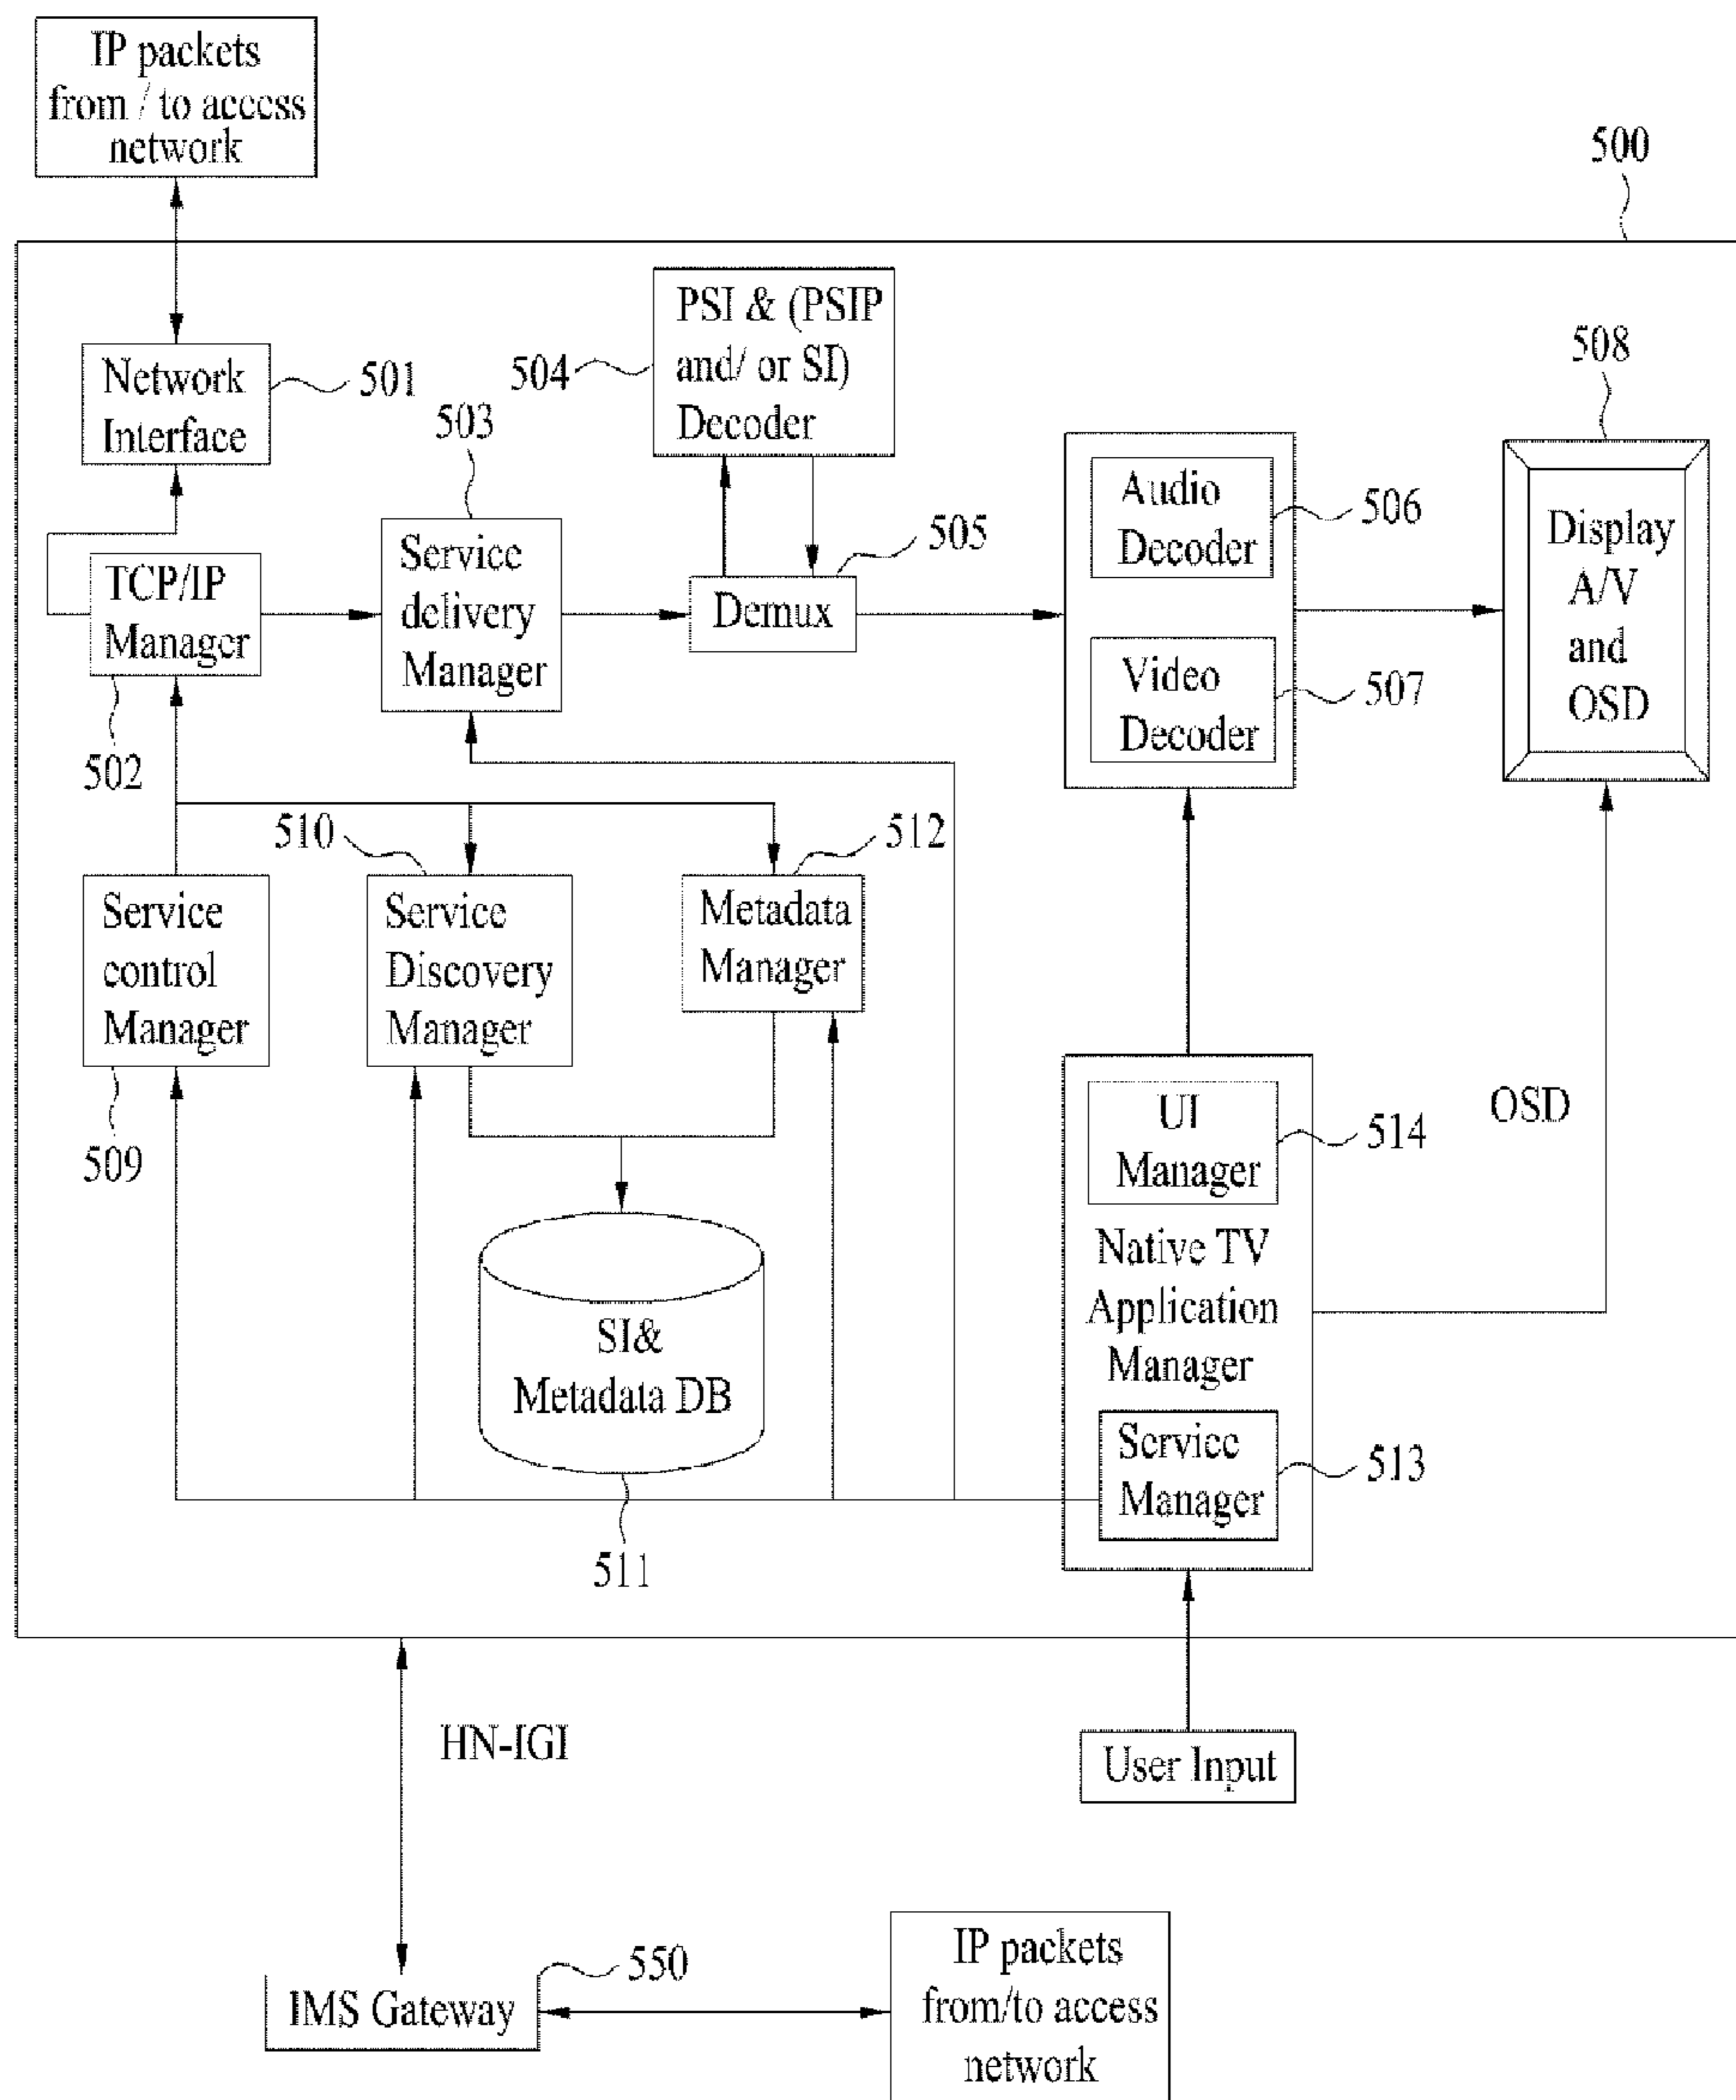 IP packets
from / to access
network
500
Network
Interface
501
503
504
PSI & (PSIP
and/ or SI)
Decoder
508
TCP/IP
Manager
502
Service
delivery
Manager
505
Demux
Audio
Decoder
506
Video
Decoder
507
Display
A/V
and
OSD
510
512
Service
control
Manager
509
Service
Discovery
Manager
Metadata
Manager
UI
Manager
514
OSD
Native TV
Application
Manager
SI&
Metadata DB
511
Service
Manager
513
HN-IGI
User Input
550
IMS Gateway
IP packets
from/to access
network